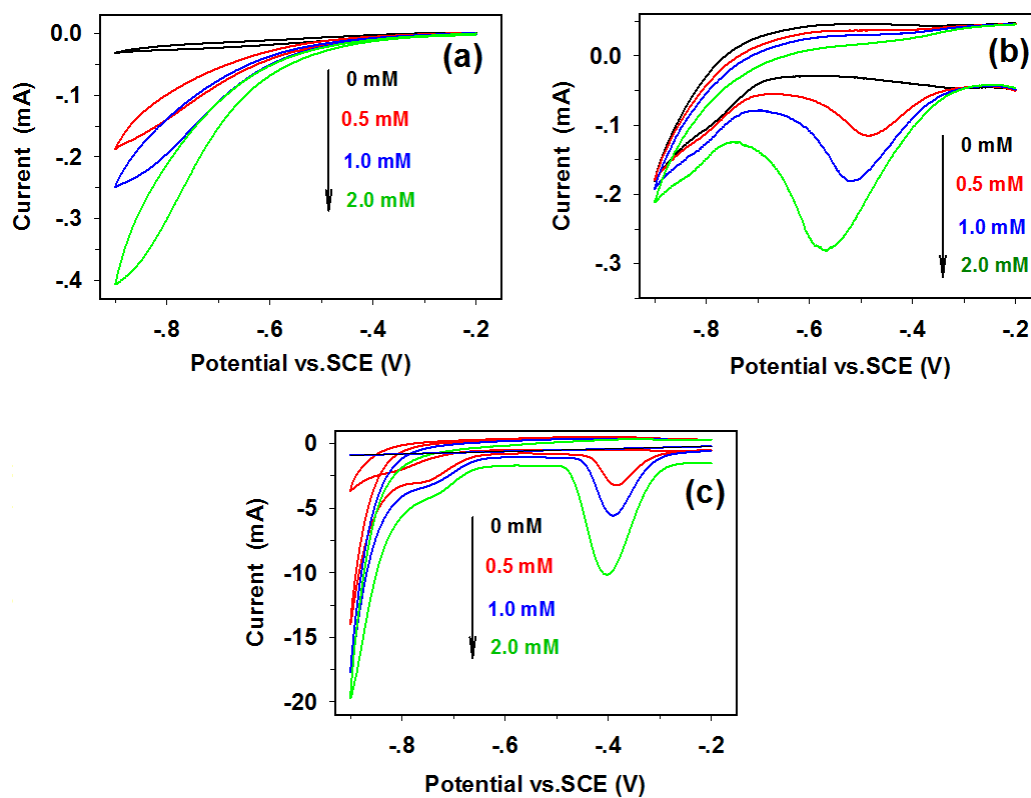 (a)
0.0
-.1
-.2
-.3
-.4
Current (mA)
0 mM
0.5 mM
1.0 mM
2.0 mM
-.8
-.6
-.4
-.2
Potential vs.SCE (V)
(b)
0.0
-.1
-.2
-.3
Current (mA)
0 mM
0.5 mM
1.0 mM
2.0 mM
-.8
-.6
-.4
-.2
Potential vs.SCE (V)
(c)
0
-5
-10
-15
-20
Current (mA)
0 mM
0.5 mM
1.0 mM
2.0 mM
-.8
-.6
-.4
-.2
Potential vs.SCE (V)